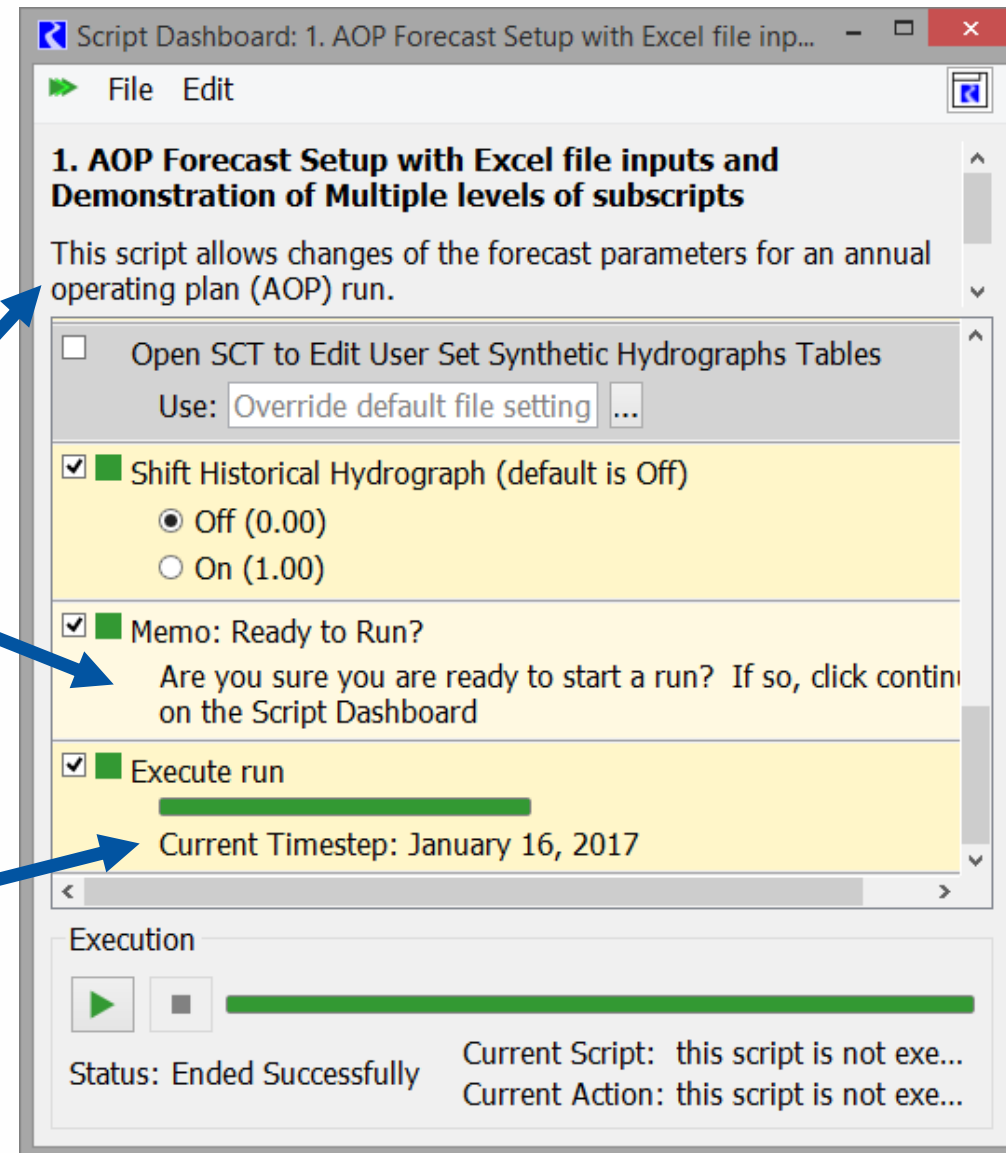 Script Dashboard: 1. AOP Forecast Setup with Excel file inp...
File Edit
1. AOP Forecast Setup with Excel file inputs and
Demonstration of Multiple levels of subscripts
This script allows changes of the forecast parameters for an annual
operating plan (AOP) run.
Open SCT to Edit User Set Synthetic Hydrographs Tables
Use: Override default file setting ...
Shift Historical Hydrograph (default is Off)
Off (0.00)
On (1.00)
Memo: Ready to Run?
Are you sure you are ready to start a run? If so, click contin
on the Script Dashboard
Execute run
Current Timestep: January 16, 2017
Execution
Status: Ended Successfully
Current Script: this script is not exe...
Current Action: this script is not exe...